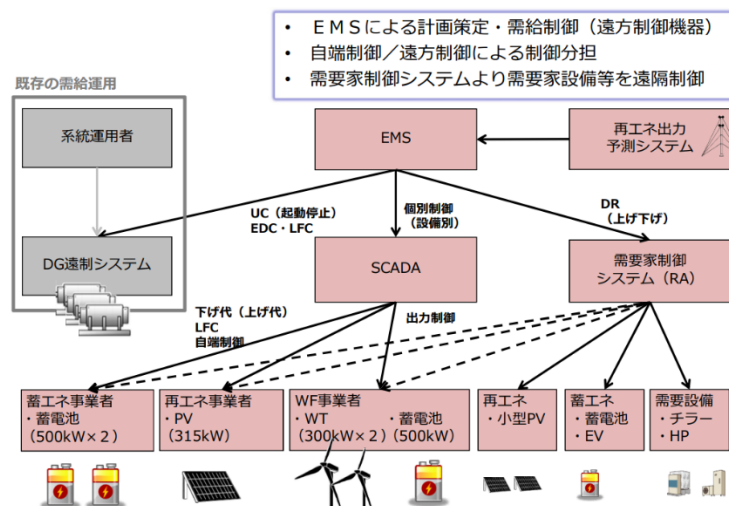 • ＥＭＳによる計画策定・需給制御（遠方制御機器）
• 自端制御／遠方制御による制御分担
• 需要家制御システムより需要家設備等を遠隔制御
既存の需給運用
系統運用者
EMS
再エネ出力
予測システム
UC（起動停止）
EDC・LFC
個別制御
（設備別）
DR
（上げ下げ）
DG遠制システム
SCADA
需要家制御
システム（RA）
下げ代（上げ代）
LFC
自端制御
出力制御
蓄エネ事業者
・蓄電池
（500kW×２）
再エネ事業者
・PV
（315kW）
WF事業者
・WT ・蓄電池
（300kW×２）（500kW）
再エネ
・小型PV
蓄エネ
・蓄電池
・EV
需要設備
・チラー
・HP